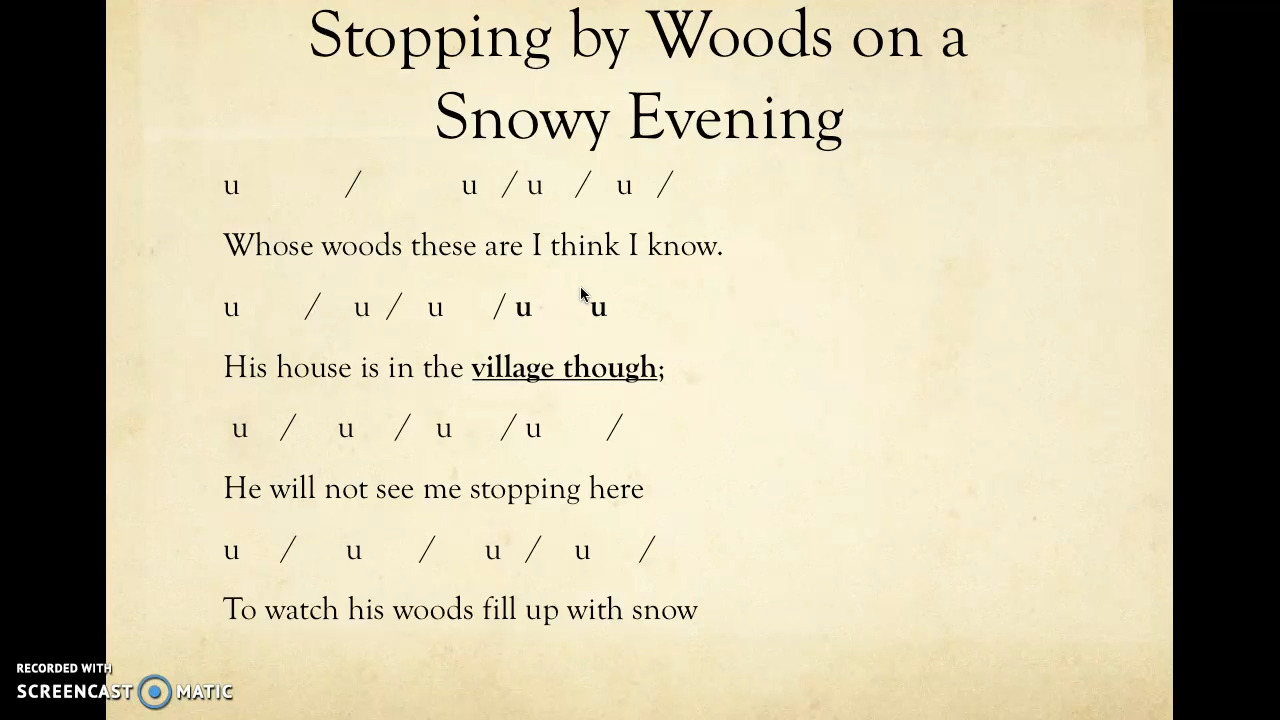 Stopping by Woods on a
Snowy Evening
u / u / u / u /
Whose woods these are I think I know.
u / u / u / u u
His house is in the village though;
u / u / u / u /
He will not see me stopping here
u / u / u / u /
To watch his woods fill up with snow
RECORDED WITH
SCREENCAST MATIC